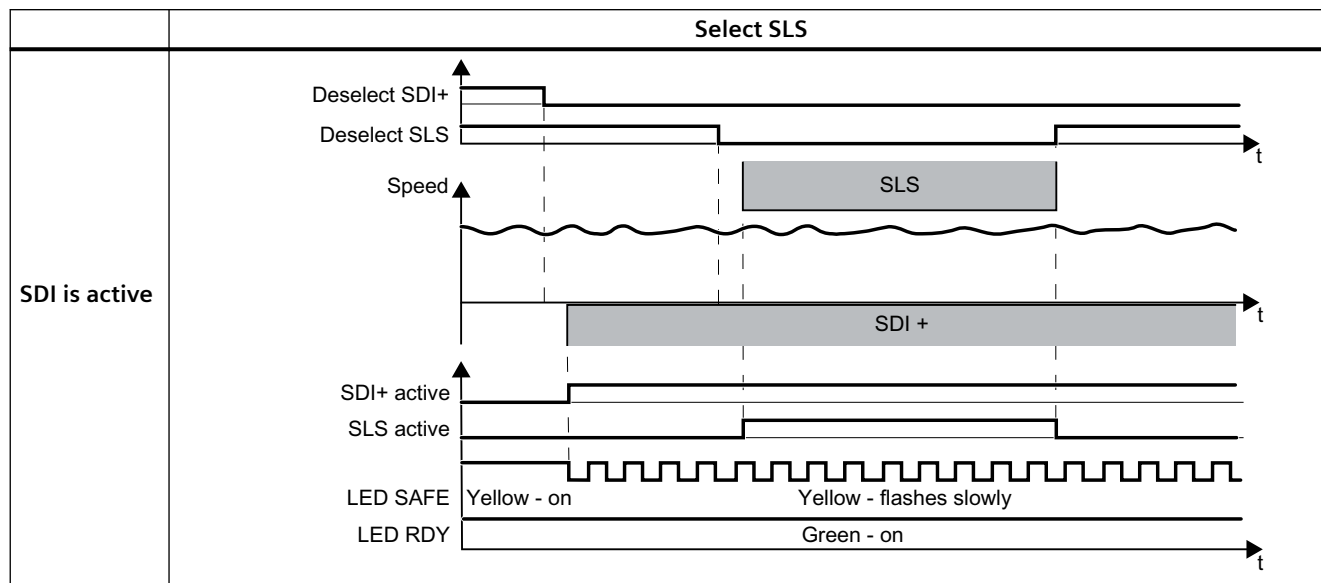 Select SLS
SDI is active
Deselect SDI+
Deselect SLS
t
Speed
SLS
SDI +
t
SDI+ active
SLS active
LED SAFE Yellow - on Yellow - flashes slowly
LED RDY Green - on
t